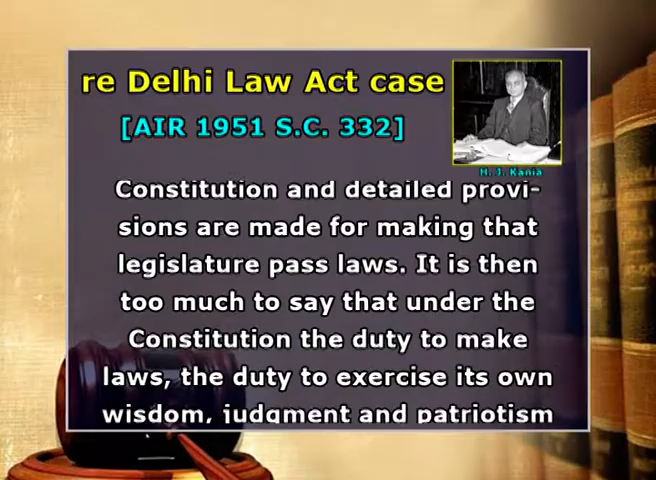 re Delhi Law Act case
[AIR 1951 S.C. 332]
H. J. Kania
Constitution and detailed provi-
sions are made for making that
legislature pass laws. It is then
too much to say that under the
Constitution the duty to make
laws, the duty to exercise its own
wisdom, judgment and patriotism